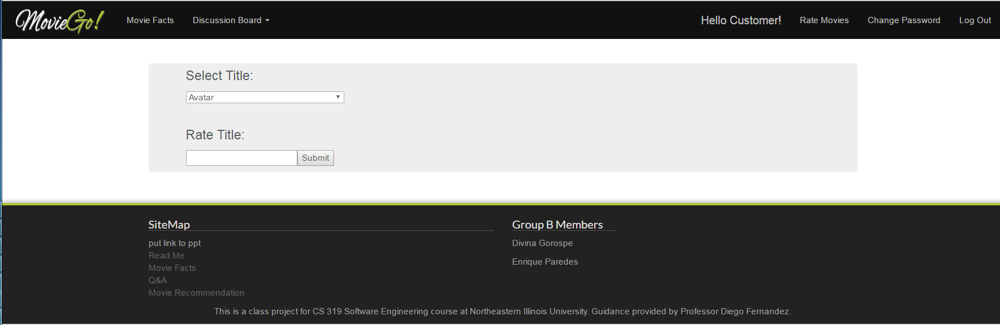 MovieGo! Movie Facts Discussion Board Hello Customer! Rate Movies Change Password Log Out
Select Title:
Avatar
Rate Title:
Submit
SiteMap Group B Members
put link to ppt Divina Gorospe
Read Me
Movie Facts Enrique Paredes
Q&A
Movie Recommendation
This is a class project for CS 319 Software Engineering course at Northeastern Illinois University. Guidance provided by Professor Diego Fernandez.